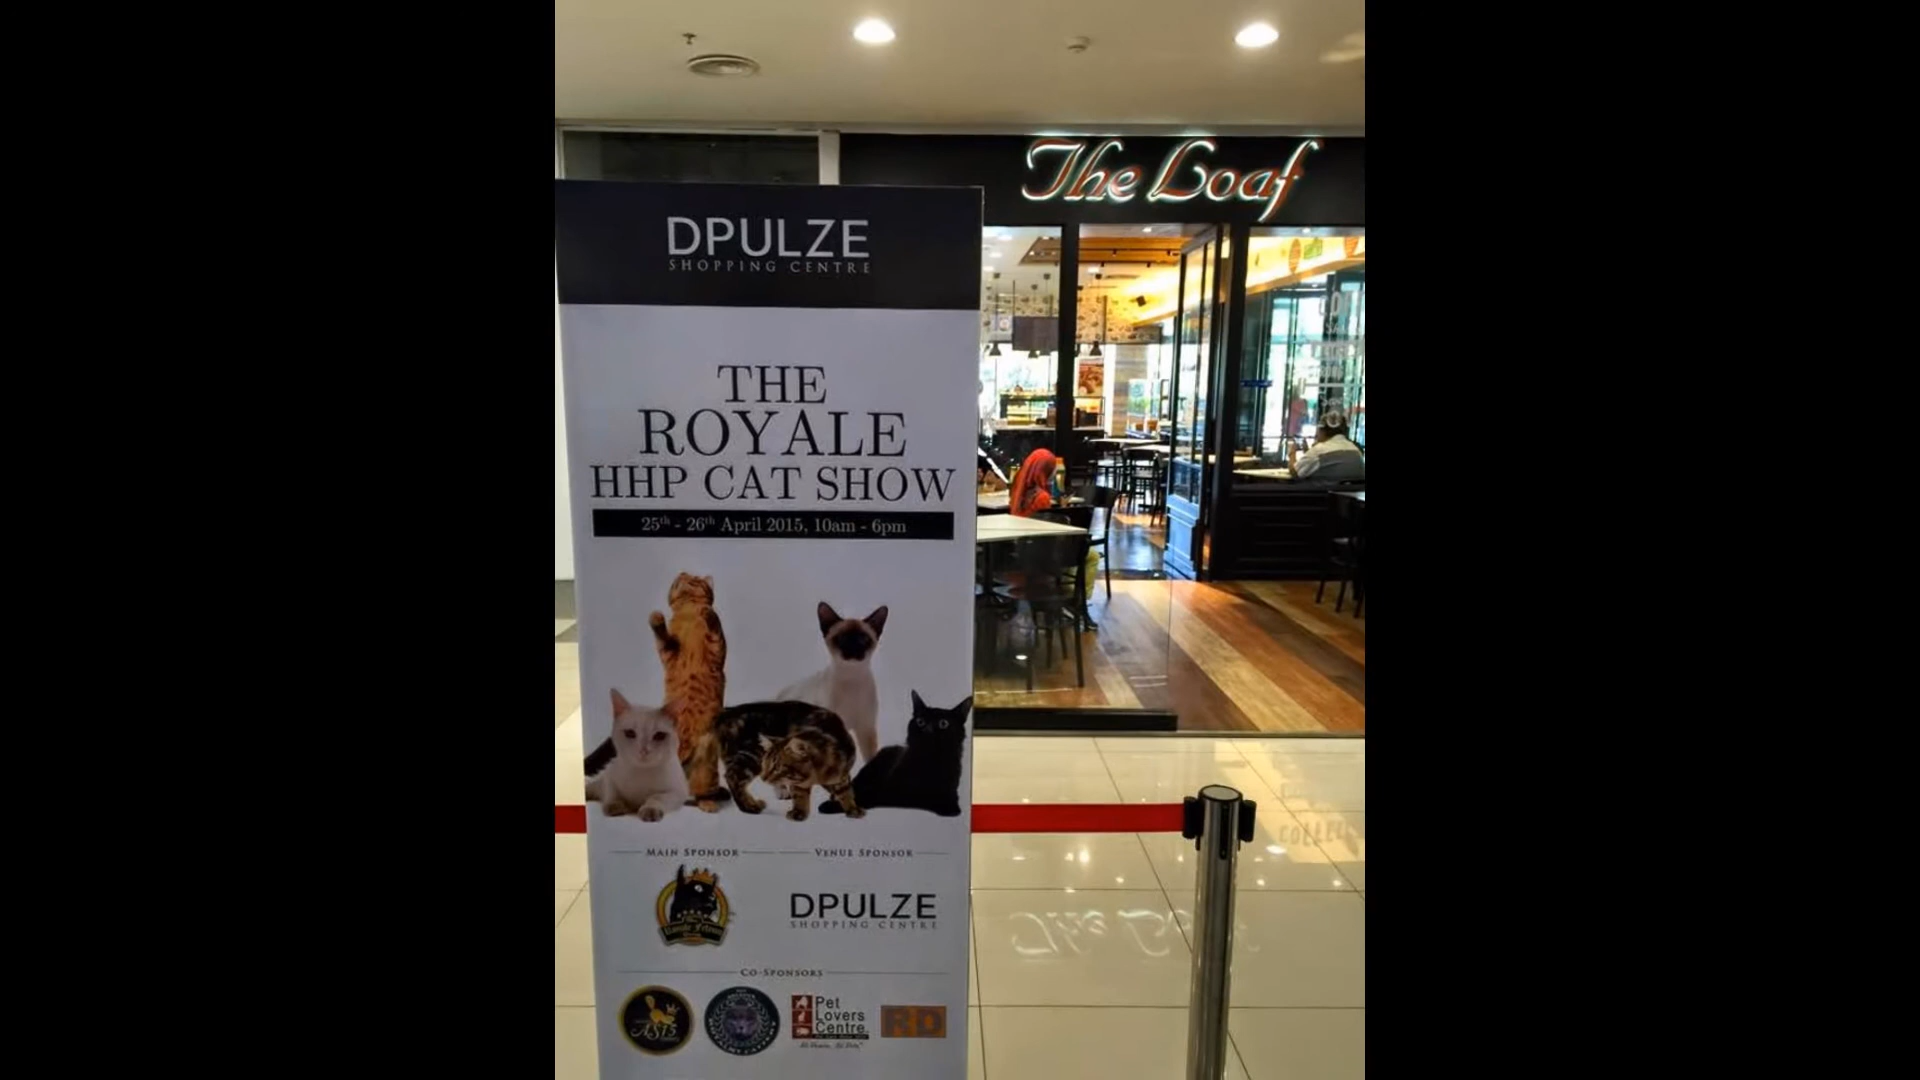 The Loaf
DPULZE
SHOPPING CENTRE
THE
ROYALE
HHP CAT SHOW
25th - 26th April 2015, 10am - 6pm
MAIN SPONSOR
VENUE SPONSOR
DPULZE
SHOPPING CENTRE
CO-SPONSORS
Pet
Lovers
Centre.
RD